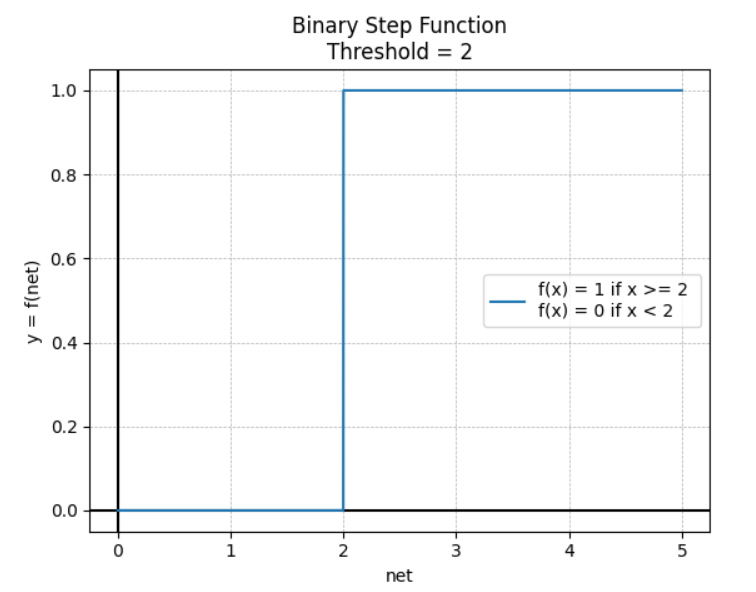 Binary Step Function
Threshold = 2
1.0
0.8
0.6
0.4
0.2
0.0
y = f(net)
f(x) = 1 if x >= 2
f(x) = 0 if x < 2
0 1 2 3 4 5
net